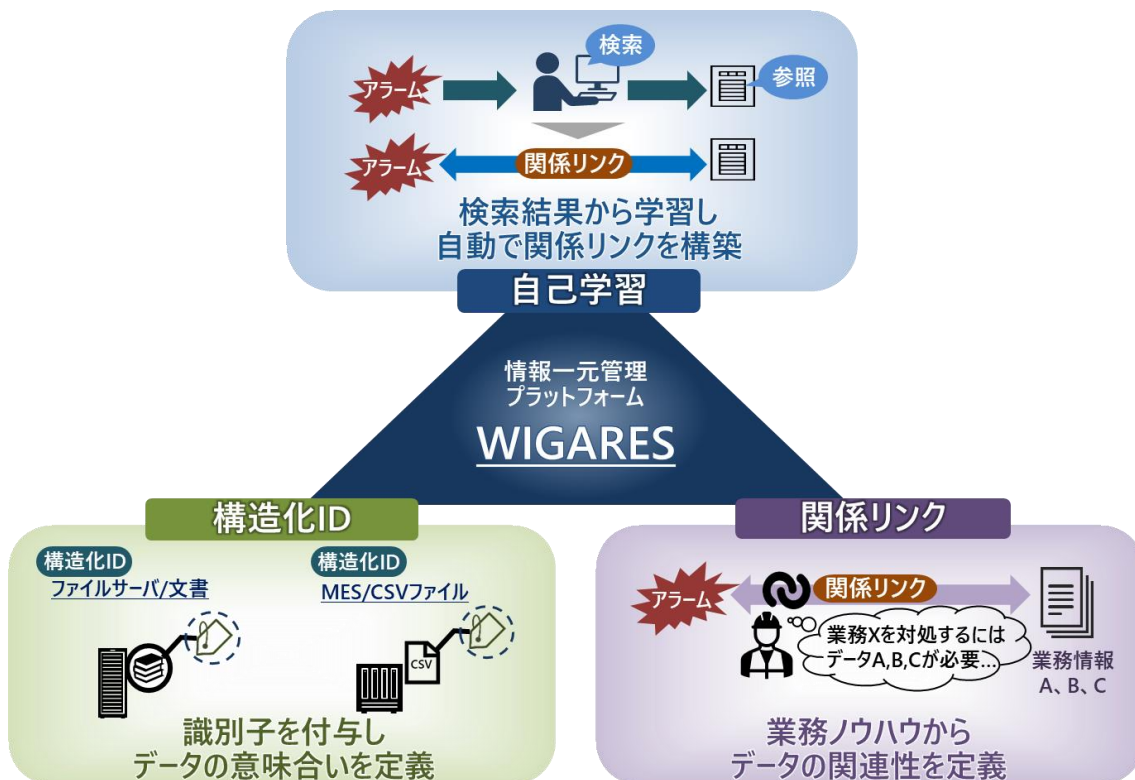 検索
アラーム
参照
アラーム
関係リンク
検索結果から学習し
自動で関係リンクを構築
自己学習
情報一元管理
プラットフォーム
WIGARES
構造化ID
構造化ID
ファイルサーバ/文書
構造化ID
MES/CSVファイル
CSV
識別子を付与し
データの意味合いを定義
関係リンク
アラーム
関係リンク
業務Xを対処するには
データA,B,Cが必要...
業務情報
A、B、C
業務ノウハウから
データの関連性を定義